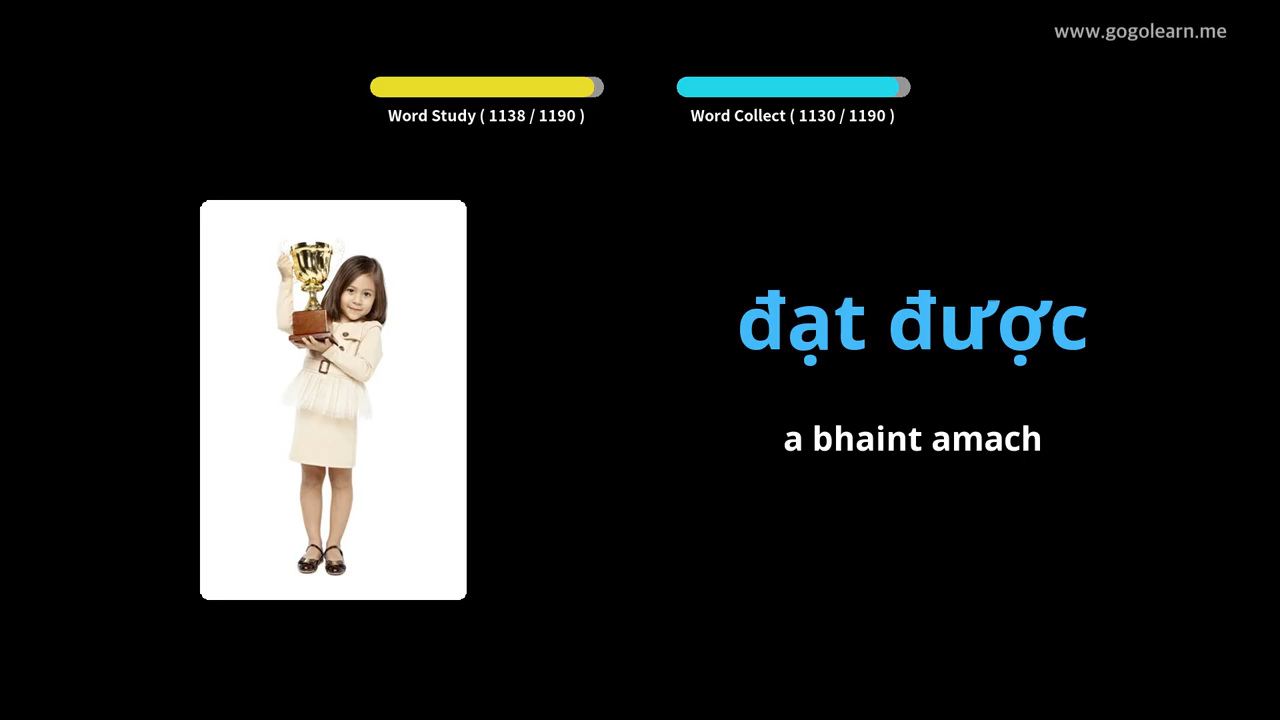 www.gogolearn.me
Word Study ( 1138 / 1190 )
Word Collect ( 1130 / 1190 )
đạt được
a bhaint amach